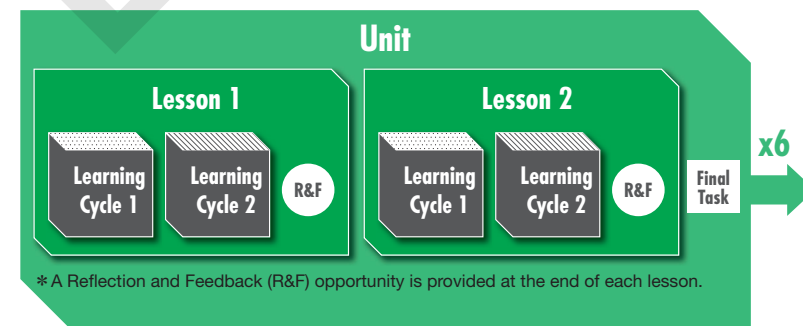 Unit
Lesson 1
Learning
Cycle 1
Learning
Cycle 2
R&F
Lesson 2
Learning
Cycle 1
Learning
Cycle 2
R&F
Final
Task
x6
*A Reflection and Feedback (R&F) opportunity is provided at the end of each lesson.